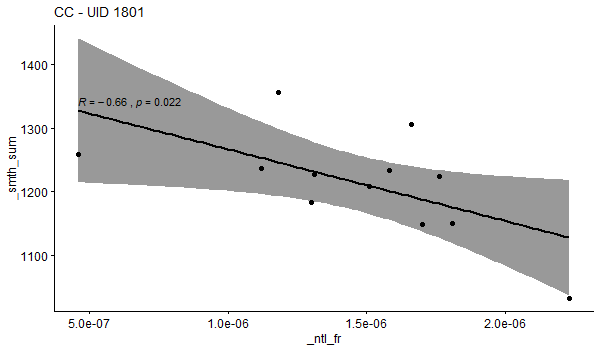 CC - UID 1801
1400
R = – 0.66 , p = 0.022
1300
1200
1100
_smth_sum
5.0e-07 1.0e-06 1.5e-06 2.0e-06
_ntl_fr